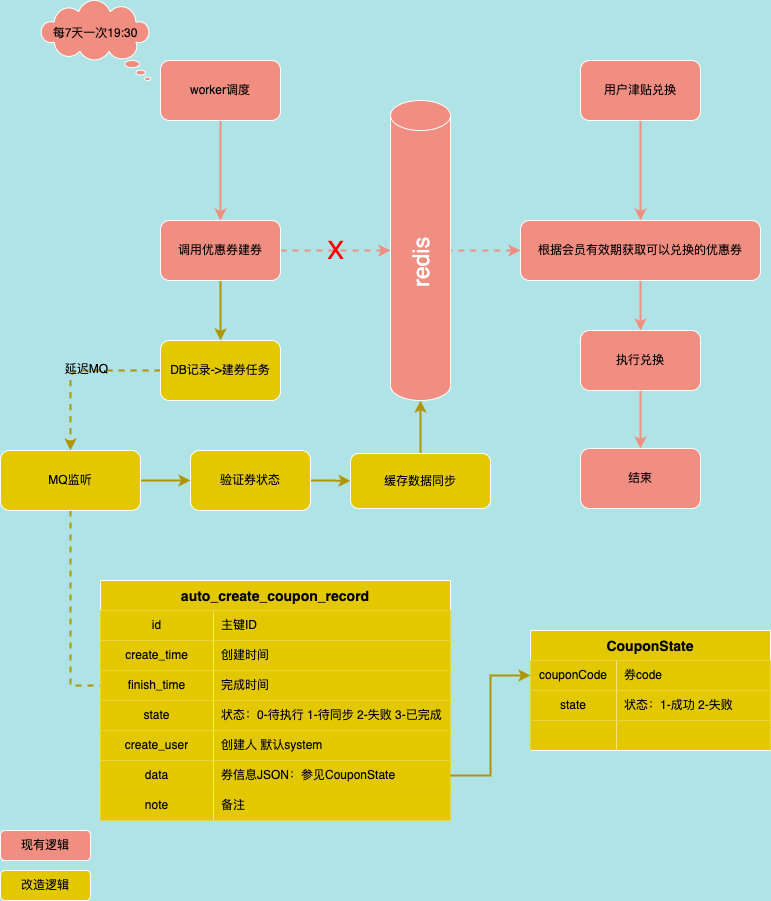 每7天一次19:30
worker调度
用户津贴兑换
调用优惠券建券
X
redis
根据会员有效期获取可以兑换的优惠券
延迟MQ
DB记录->建券任务
执行兑换
MQ监听
验证券状态
缓存数据同步
结束
auto_create_coupon_record
id 主键ID
create_time 创建时间
finish_time 完成时间
state 状态：0-待执行 1-待同步 2-失败 3-已完成
create_user 创建人 默认system
data 券信息JSON：参见CouponState
note 备注
CouponState
couponCode 券code
state 状态：1-成功 2-失败
现有逻辑
改造逻辑